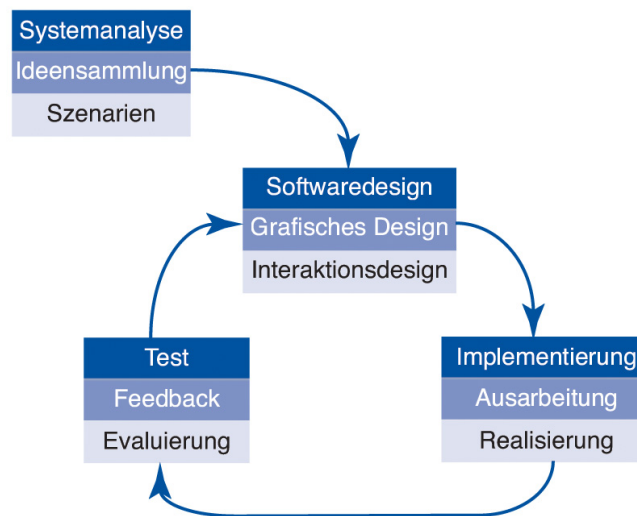 Systemanalyse
Ideensammlung
Szenarien
Softwaredesign
Grafisches Design
Interaktionsdesign
Test
Feedback
Evaluierung
Implementierung
Ausarbeitung
Realisierung